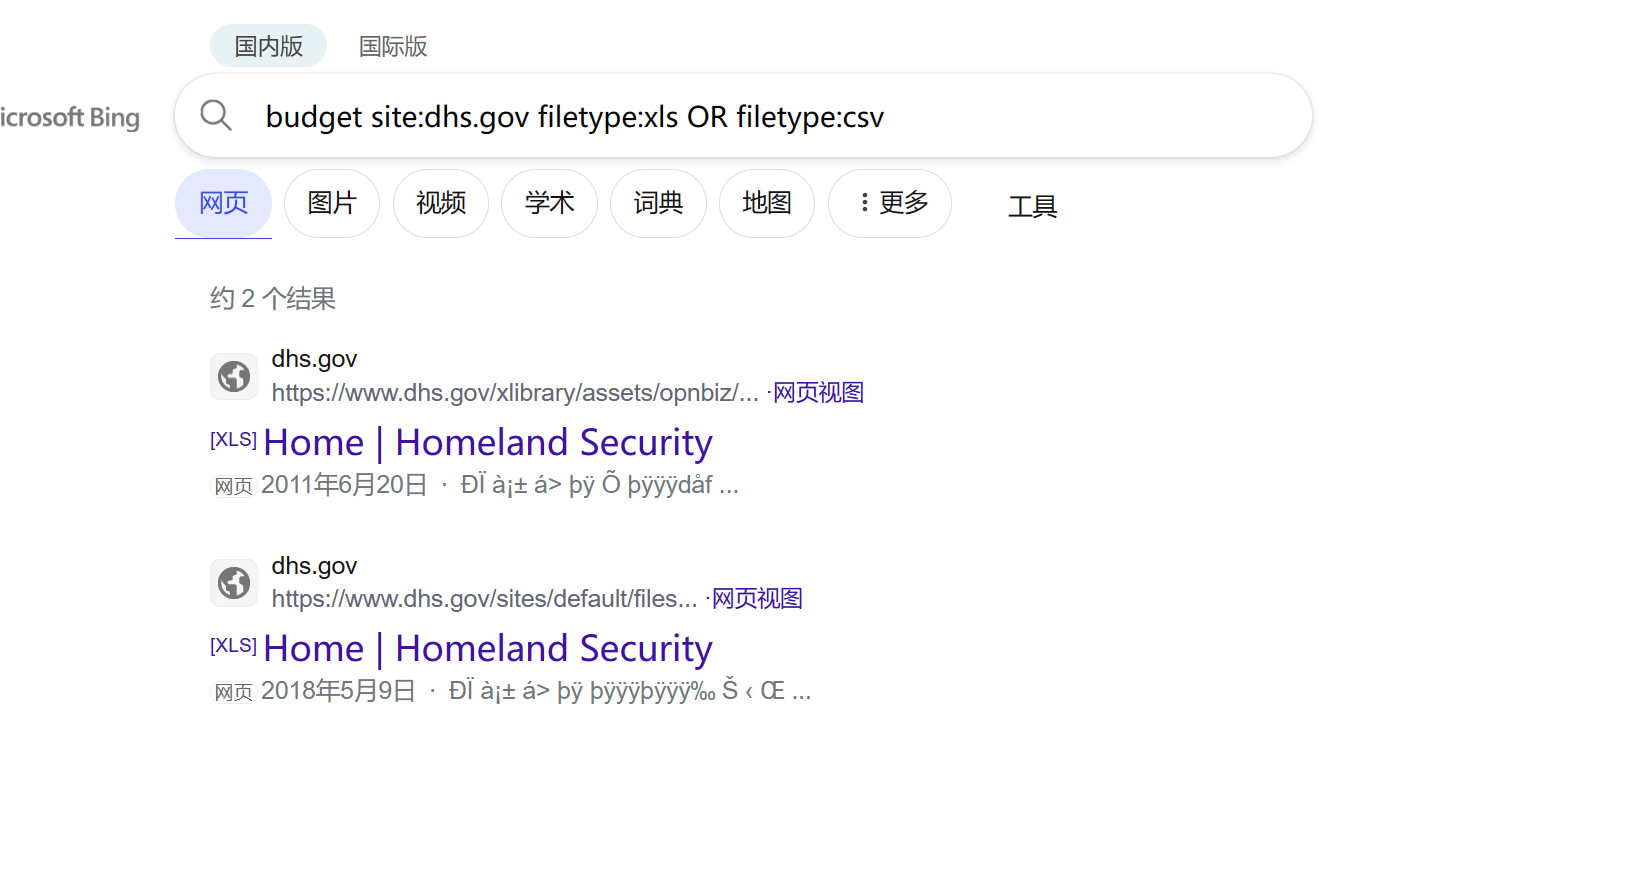 国内版 国际版
icrosoft Bing
budget site:dhs.gov filetype:xls OR filetype:csv
网页 图片 视频 学术 词典 地图 更多 工具
约 2 个结果
dhs.gov
https://www.dhs.gov/xlibrary/assets/opnbiz/... ·网页视图
[XLS] Home | Homeland Security
网页 2011年6月20日 · ÐÏ à¡± á> þÿ Õ þÿÿÿdåf ...
dhs.gov
https://www.dhs.gov/sites/default/files... ·网页视图
[XLS] Home | Homeland Security
网页 2018年5月9日 · ÐÏ à¡± á> þÿ þÿÿÿþÿÿÿ‰ Š ‹ Œ ...